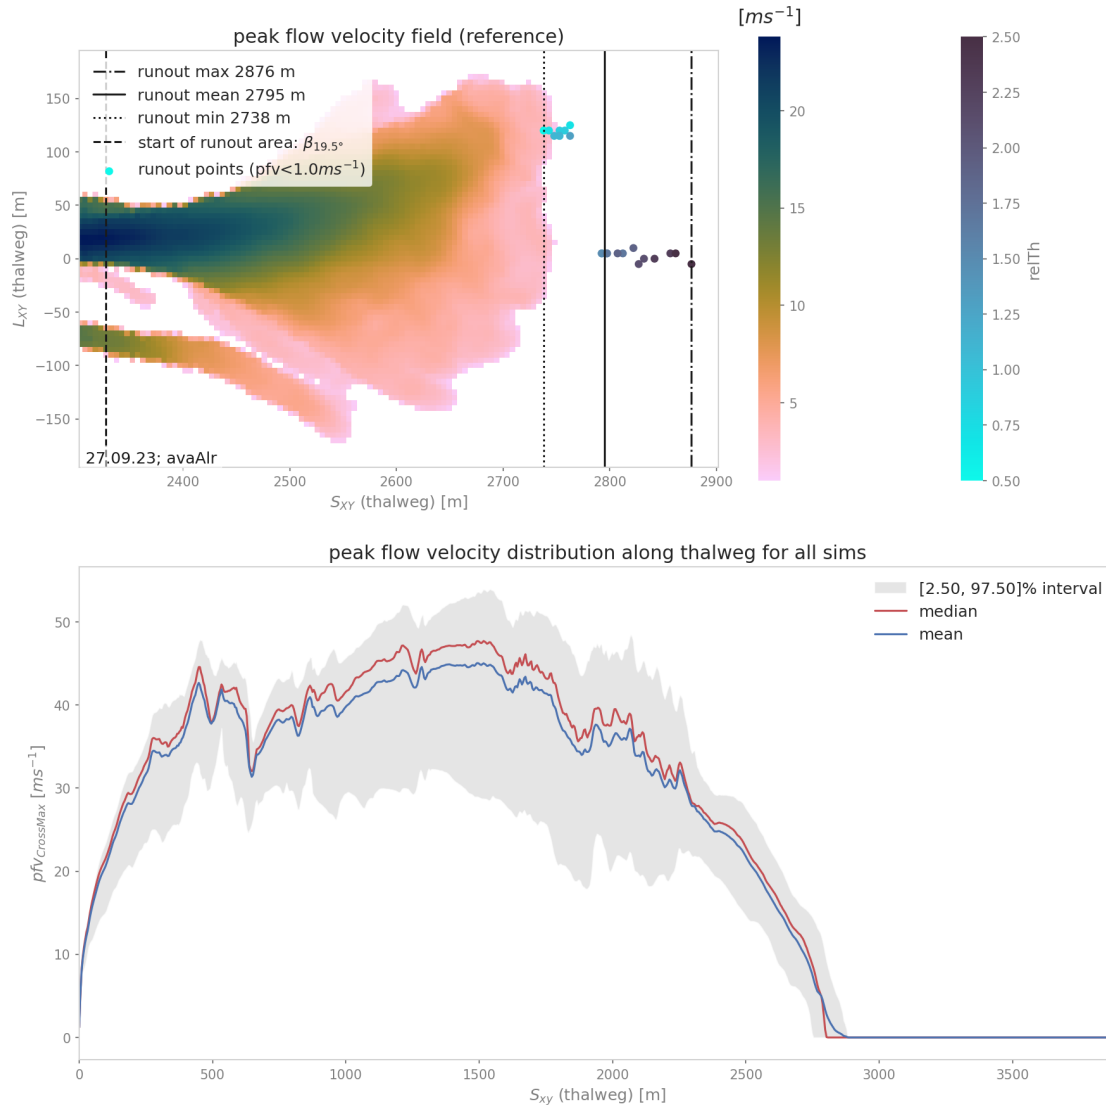 peak flow velocity field (reference)
[ms⁻¹]
runout max 2876 m
runout mean 2795 m
runout min 2738 m
start of runout area: β19.5°
runout points (pfv<1.0ms⁻¹)
27.09.23; avaAlr
150
100
50
0
−50
−100
−150
L_XY (thalweg) [m]
2400
2500
2600
2700
2800
2900
S_XY (thalweg) [m]
20
15
10
5
2.50
2.25
2.00
1.75
1.50
1.25
1.00
0.75
0.50
relTh
peak flow velocity distribution along thalweg for all sims
[2.50, 97.50]% interval
median
mean
50
40
30
20
10
0
pfv_CrossMax [ms⁻¹]
0
500
1000
1500
2000
2500
3000
3500
S_xy (thalweg) [m]